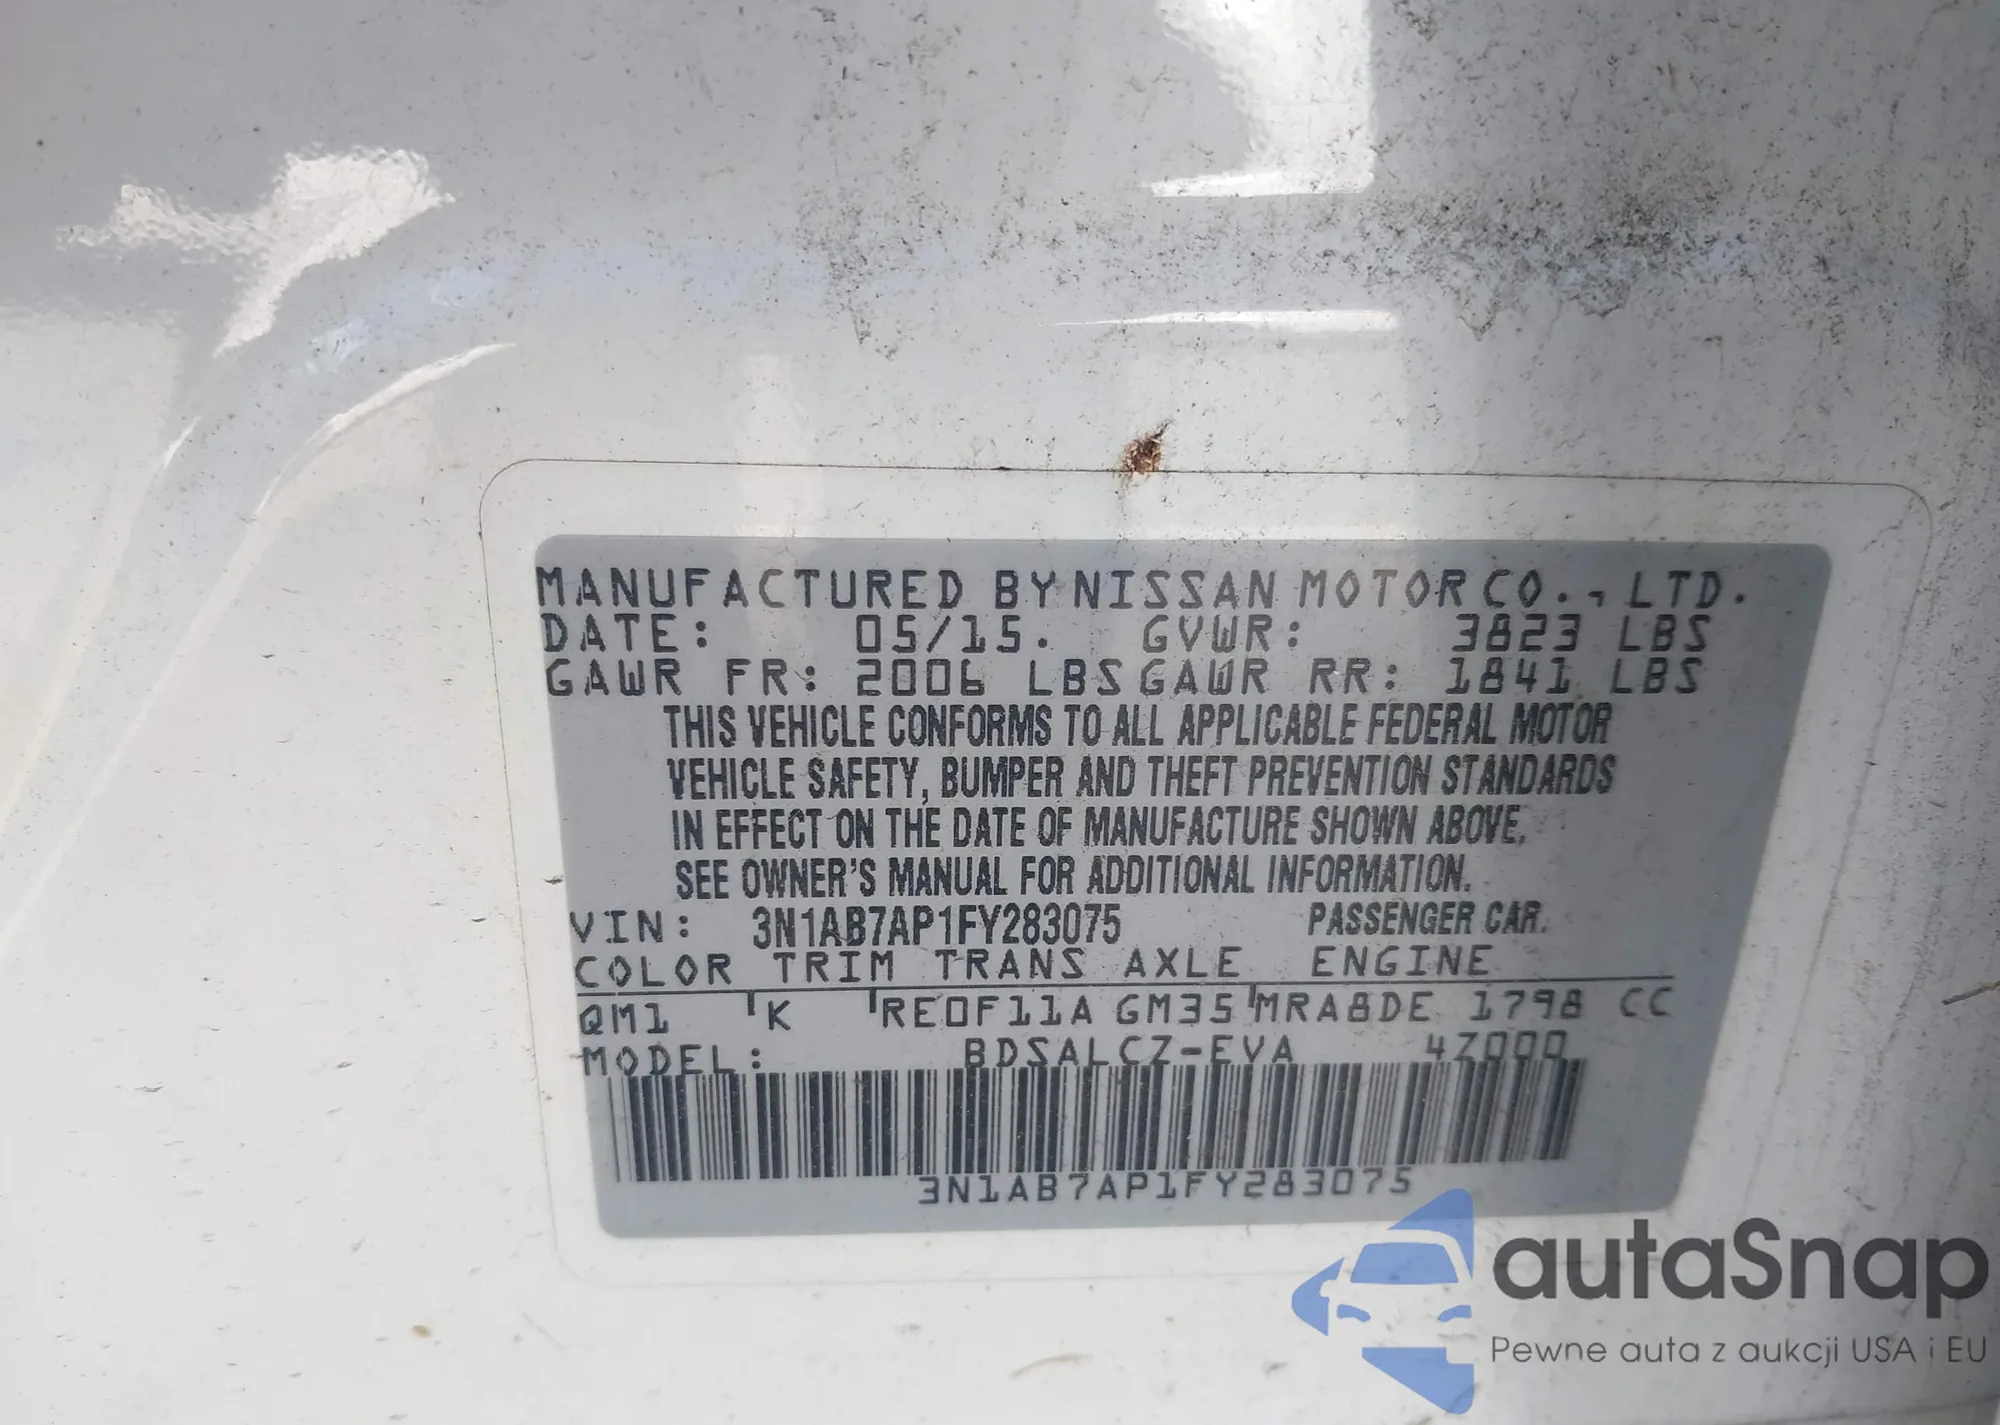 MANUFACTURED BY NISSAN MOTOR CO., LTD.
DATE: 05/15. GVWR: 3823 LBS
GAWR FR: 2006 LBS GAWR RR: 1841 LBS
THIS VEHICLE CONFORMS TO ALL APPLICABLE FEDERAL MOTOR
VEHICLE SAFETY, BUMPER AND THEFT PREVENTION STANDARDS
IN EFFECT ON THE DATE OF MANUFACTURE SHOWN ABOVE.
SEE OWNER'S MANUAL FOR ADDITIONAL INFORMATION.
VIN: 3N1AB7AP1FY283075 PASSENGER CAR.
COLOR TRIM TRANS AXLE ENGINE
QM1 K RE0F11A GM35 MRA8DE 1798 CC
MODEL: BDSALCZ-EVA 4Z000
3N1AB7AP1FY283075
autaSnap
Pewne auta z aukcji USA i EU